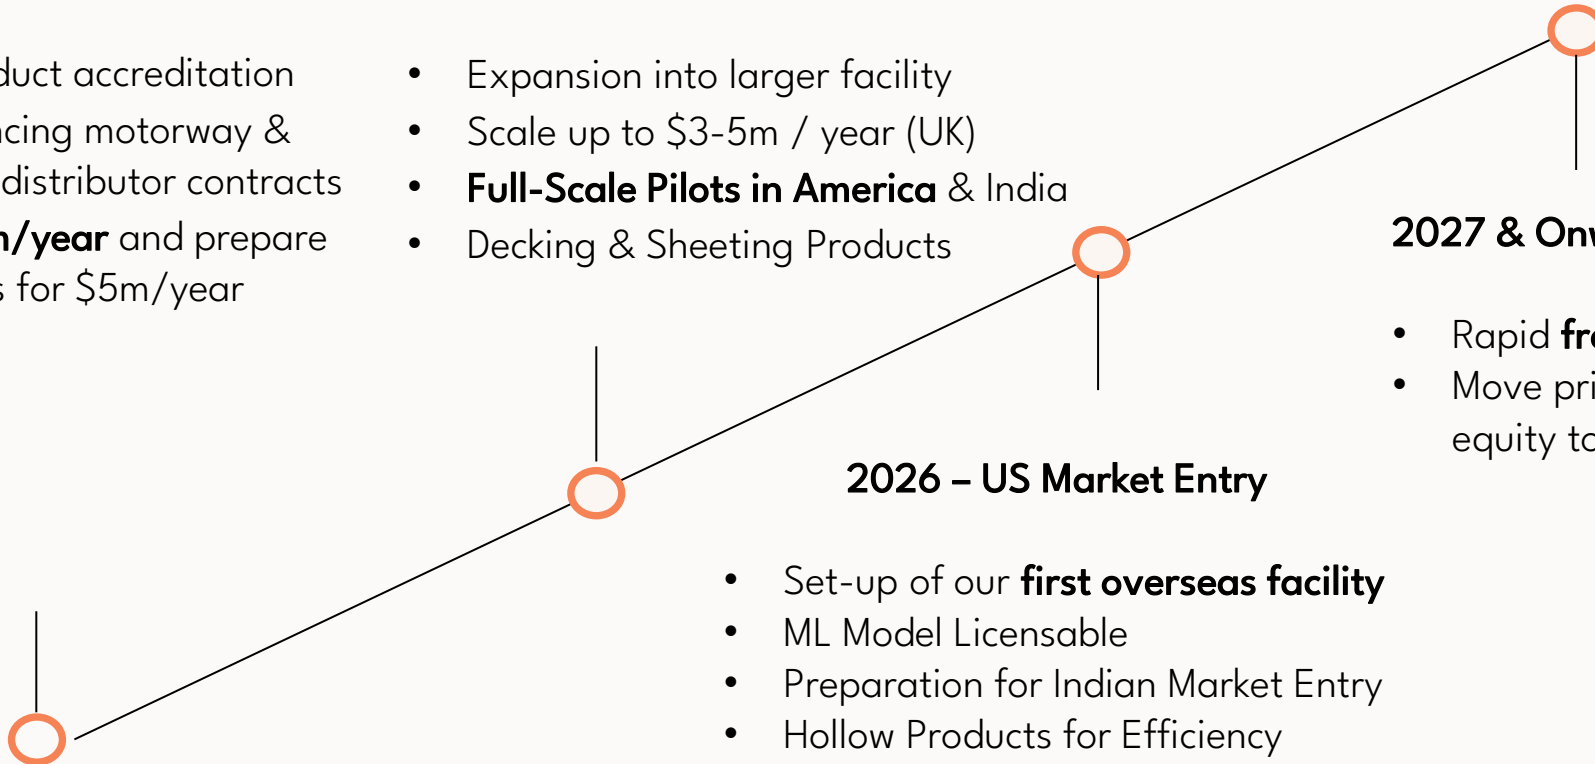 duct accreditation
ncing motorway &
distributor contracts
m/year and prepare
s for $5m/year
• Expansion into larger facility
• Scale up to $3-5m / year (UK)
• Full-Scale Pilots in America & India
• Decking & Sheeting Products
2026 – US Market Entry
• Set-up of our first overseas facility
• ML Model Licensable
• Preparation for Indian Market Entry
• Hollow Products for Efficiency
2027 & Onw
• Rapid fra
• Move pri
equity to